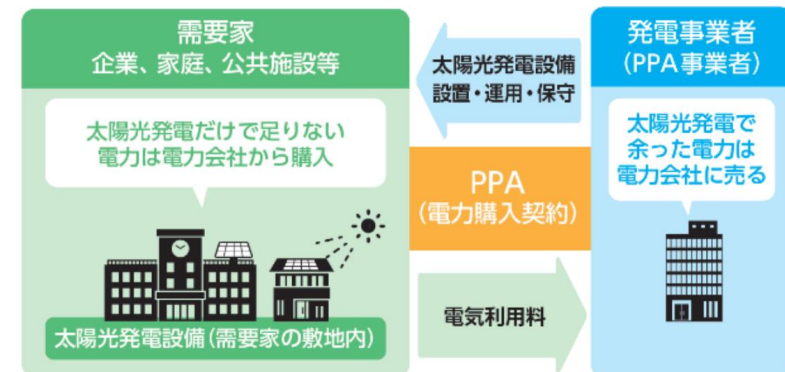 需要家
企業、家庭、公共施設等
太陽光発電だけで足りない
電力は電力会社から購入
太陽光発電設備(需要家の敷地内)
太陽光発電設備
設置・運用・保守
PPA
(電力購入契約)
電気利用料
発電事業者
(PPA事業者)
太陽光発電で
余った電力は
電力会社に売る